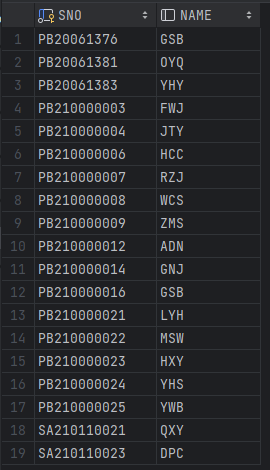 SNO NAME
1 PB20061376 GSB
2 PB20061381 OYQ
3 PB20061383 YHY
4 PB210000003 FWJ
5 PB210000004 JTY
6 PB210000006 HCC
7 PB210000007 RZJ
8 PB210000008 WCS
9 PB210000009 ZMS
10 PB210000012 ADN
11 PB210000014 GNJ
12 PB210000016 GSB
13 PB210000021 LYH
14 PB210000022 MSW
15 PB210000023 HXY
16 PB210000024 YHS
17 PB210000025 YWB
18 SA210110021 QXY
19 SA210110023 DPC